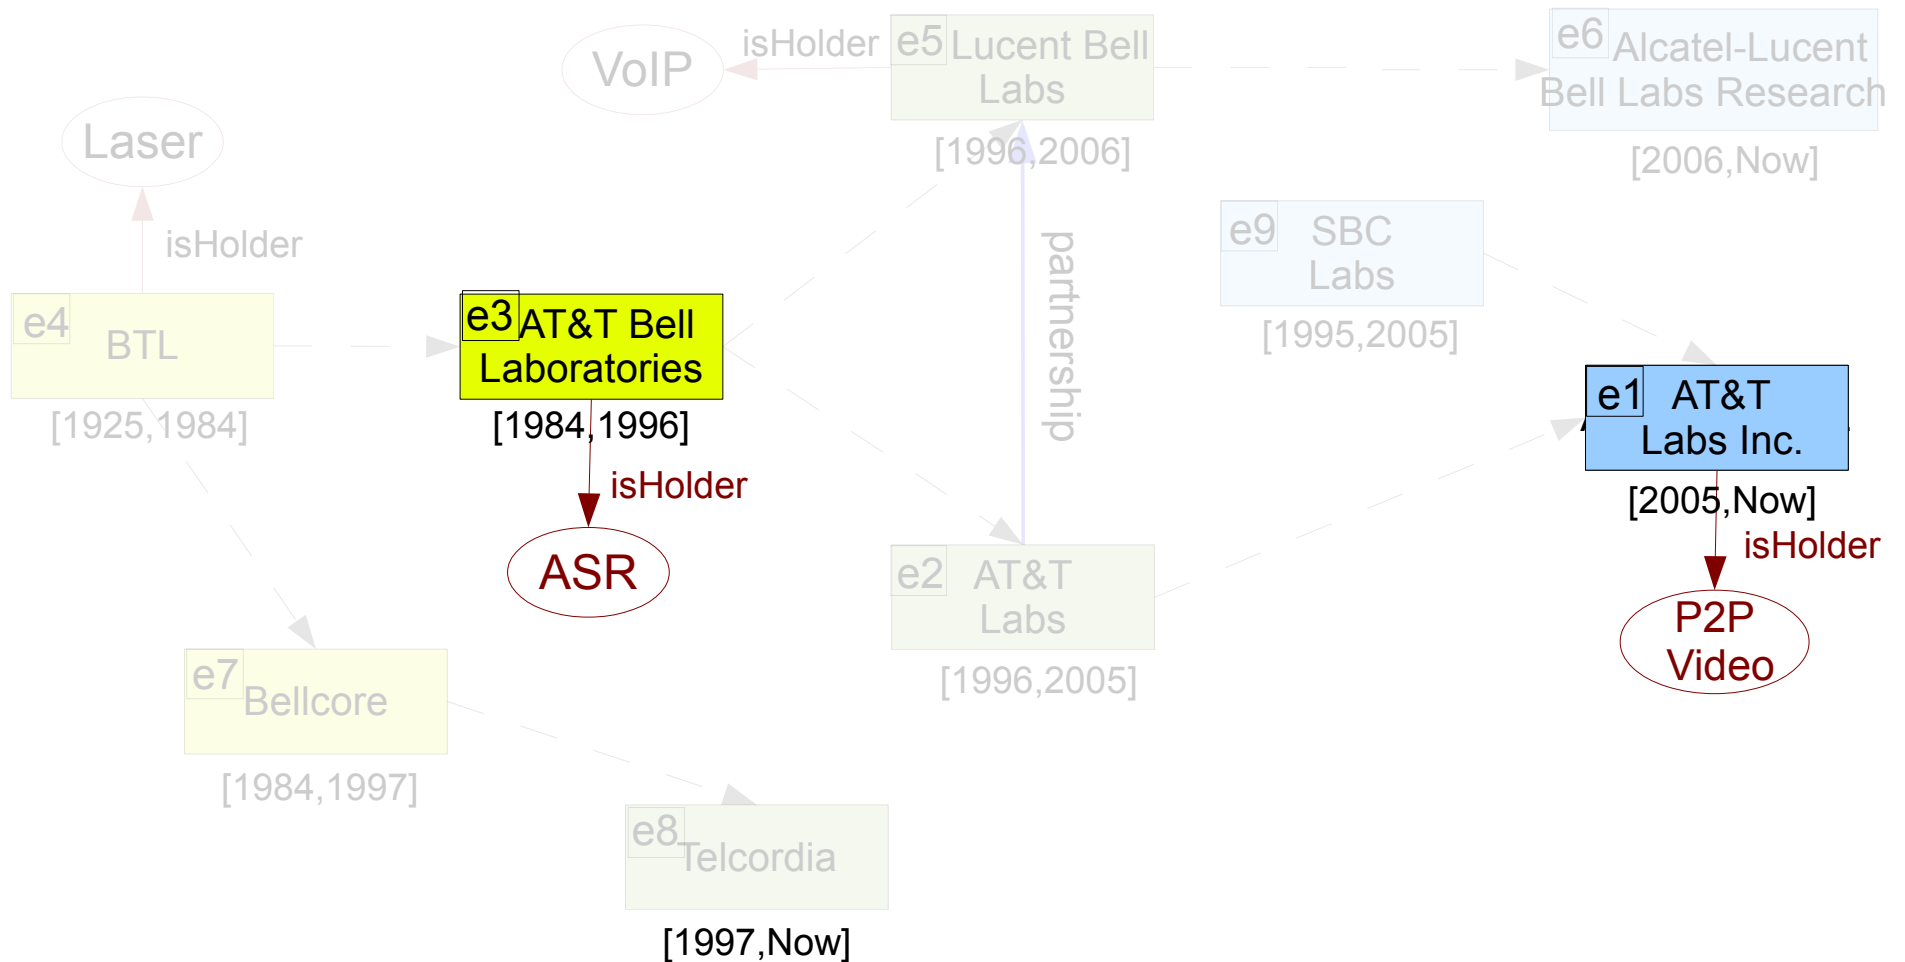 isHolder
VoIP
e5
Lucent Bell
Labs
[1996,2006]
e6
Alcatel-Lucent
Bell Labs Research
[2006,Now]
Laser
isHolder
e4
BTL
[1925,1984]
e3
AT&T Bell
Laboratories
[1984,1996]
isHolder
ASR
partnership
e9
SBC
Labs
[1995,2005]
e1
AT&T
Labs Inc.
[2005,Now]
isHolder
P2P
Video
e2
AT&T
Labs
[1996,2005]
e7
Bellcore
[1984,1997]
e8
Telcordia
[1997,Now]